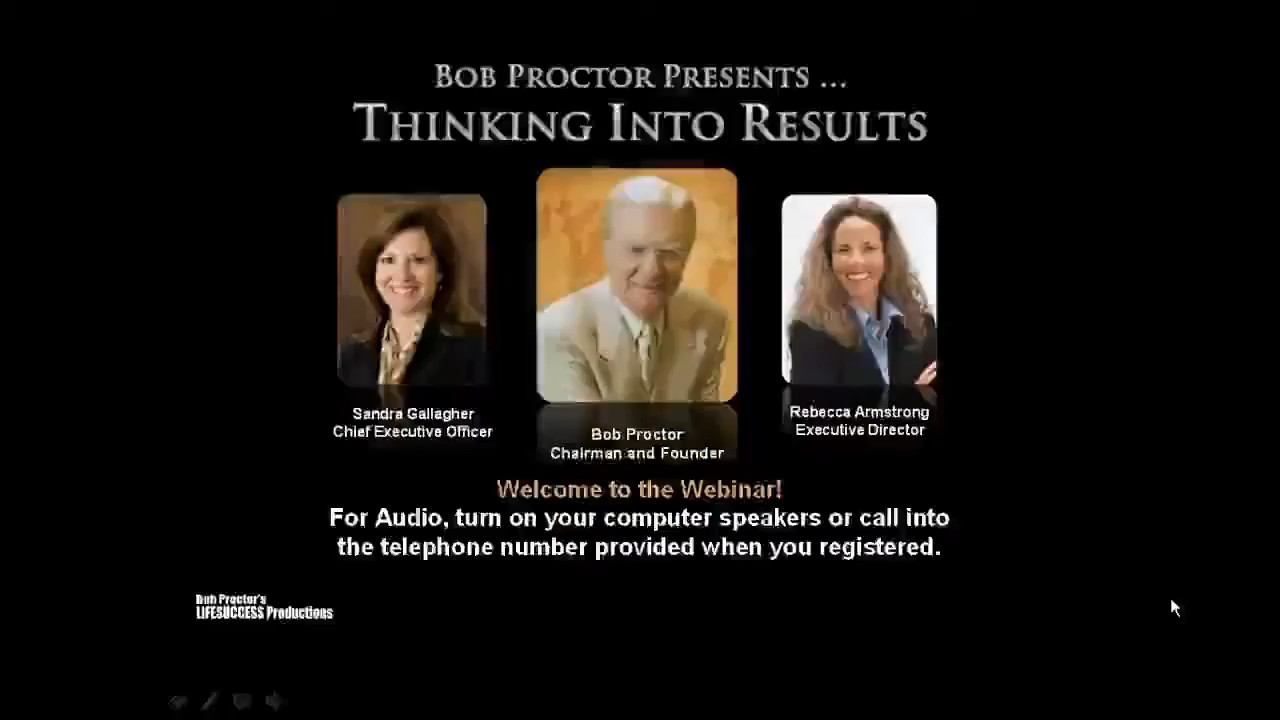 BOB PROCTOR PRESENTS ...
THINKING INTO RESULTS
Sandra Gallagher
Chief Executive Officer
Bob Proctor
Chairman and Founder
Rebecca Armstrong
Executive Director
Welcome to the Webinar!
For Audio, turn on your computer speakers or call into
the telephone number provided when you registered.
Bob Proctor's
LIFESUCCESS Productions